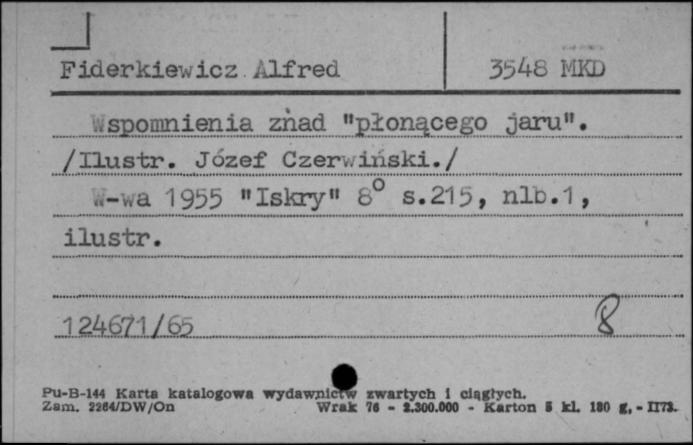 Fiderkiewicz Alfred 3548 MKD
Wspomnienia znad "płonącego jaru".
/Ilustr. Józef Czerwiński./
W-wa 1955 "Iskry" 8° s.215, nlb.1,
ilustr.
124671/65 8
Pu-B-144 Karta katalogowa wydawnictw zwartych i ciągłych.
Zam. 2264/DW/On Wrak 76 - 2.300.000 - Karton 5 kl. 180 g. - II73.